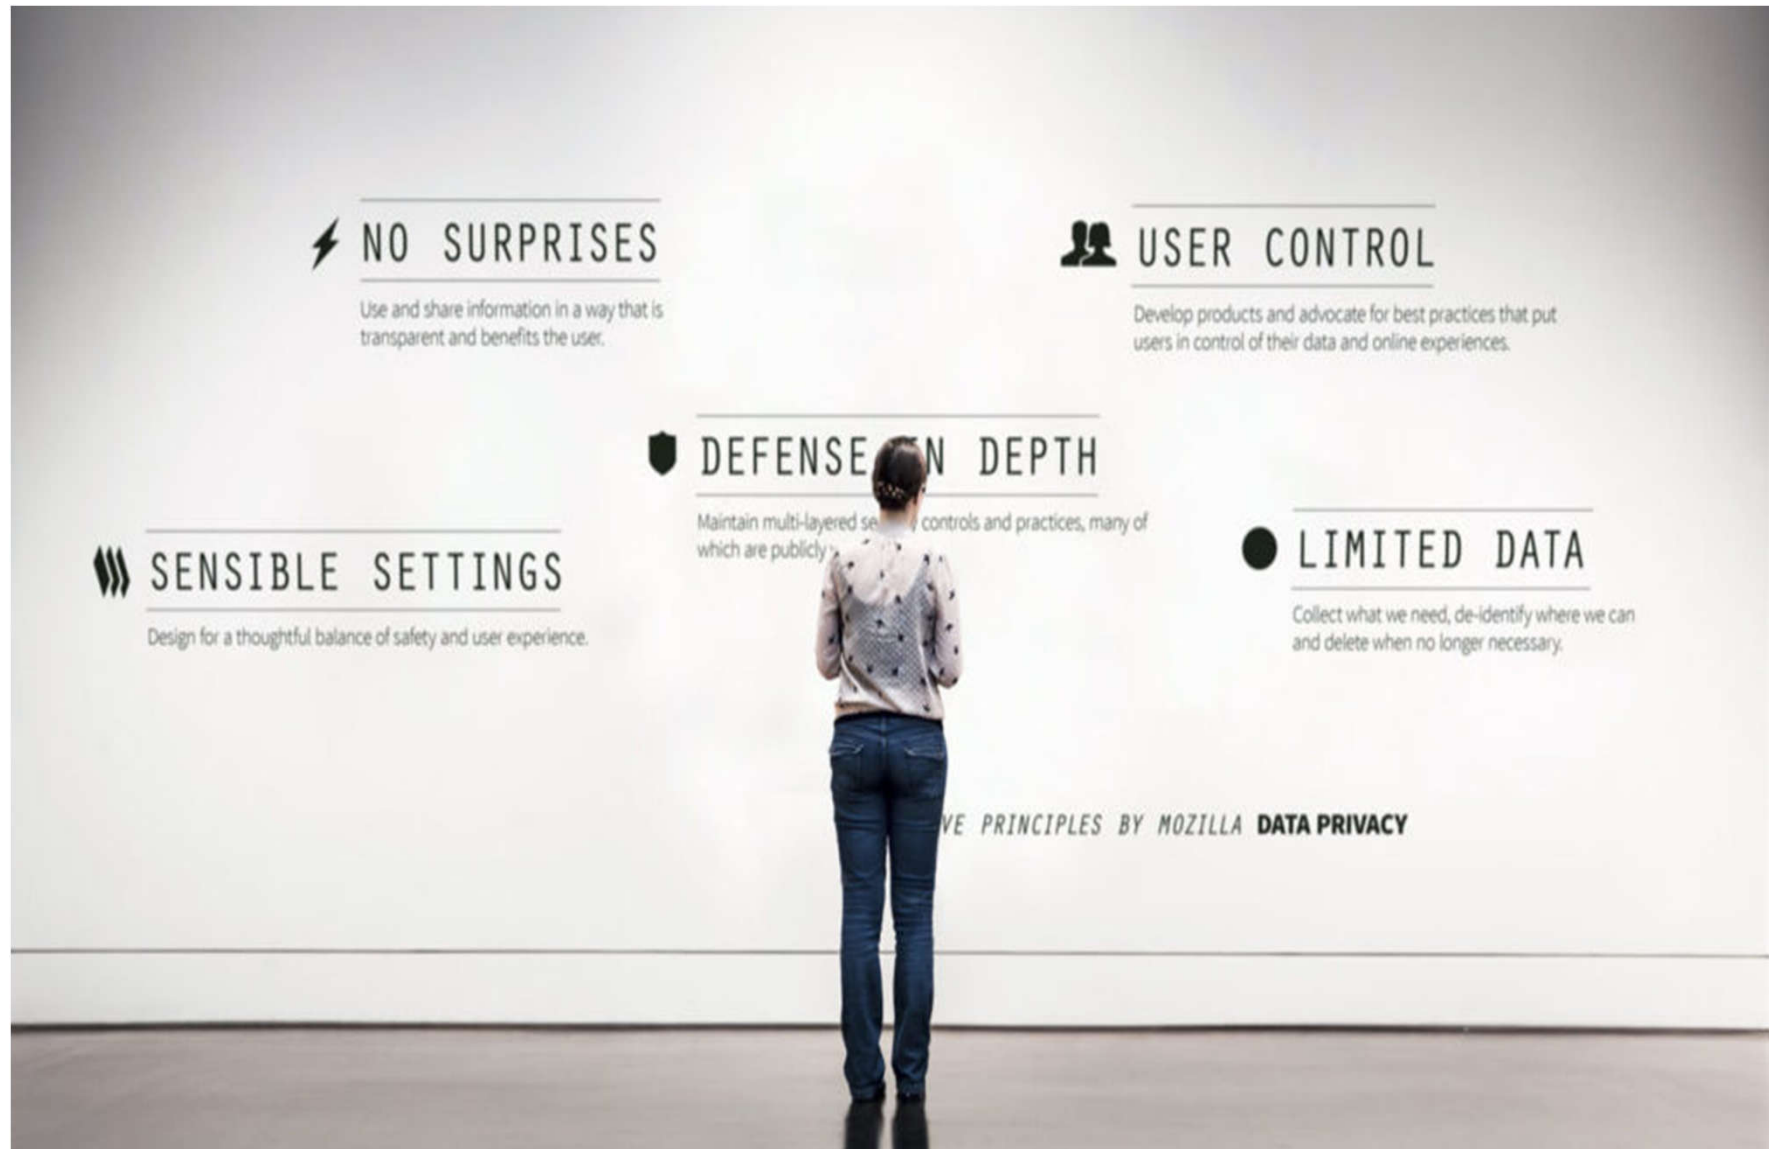 NO SURPRISES
Use and share information in a way that is
transparent and benefits the user.
USER CONTROL
Develop products and advocate for best practices that put
users in control of their data and online experiences.
DEFENSE IN DEPTH
Maintain multi-layered controls and practices, many of
which are publicly
SENSIBLE SETTINGS
Design for a thoughtful balance of safety and user experience.
LIMITED DATA
Collect what we need, de-identify where we can
and delete when no longer necessary.
PRINCIPLES BY MOZILLA DATA PRIVACY